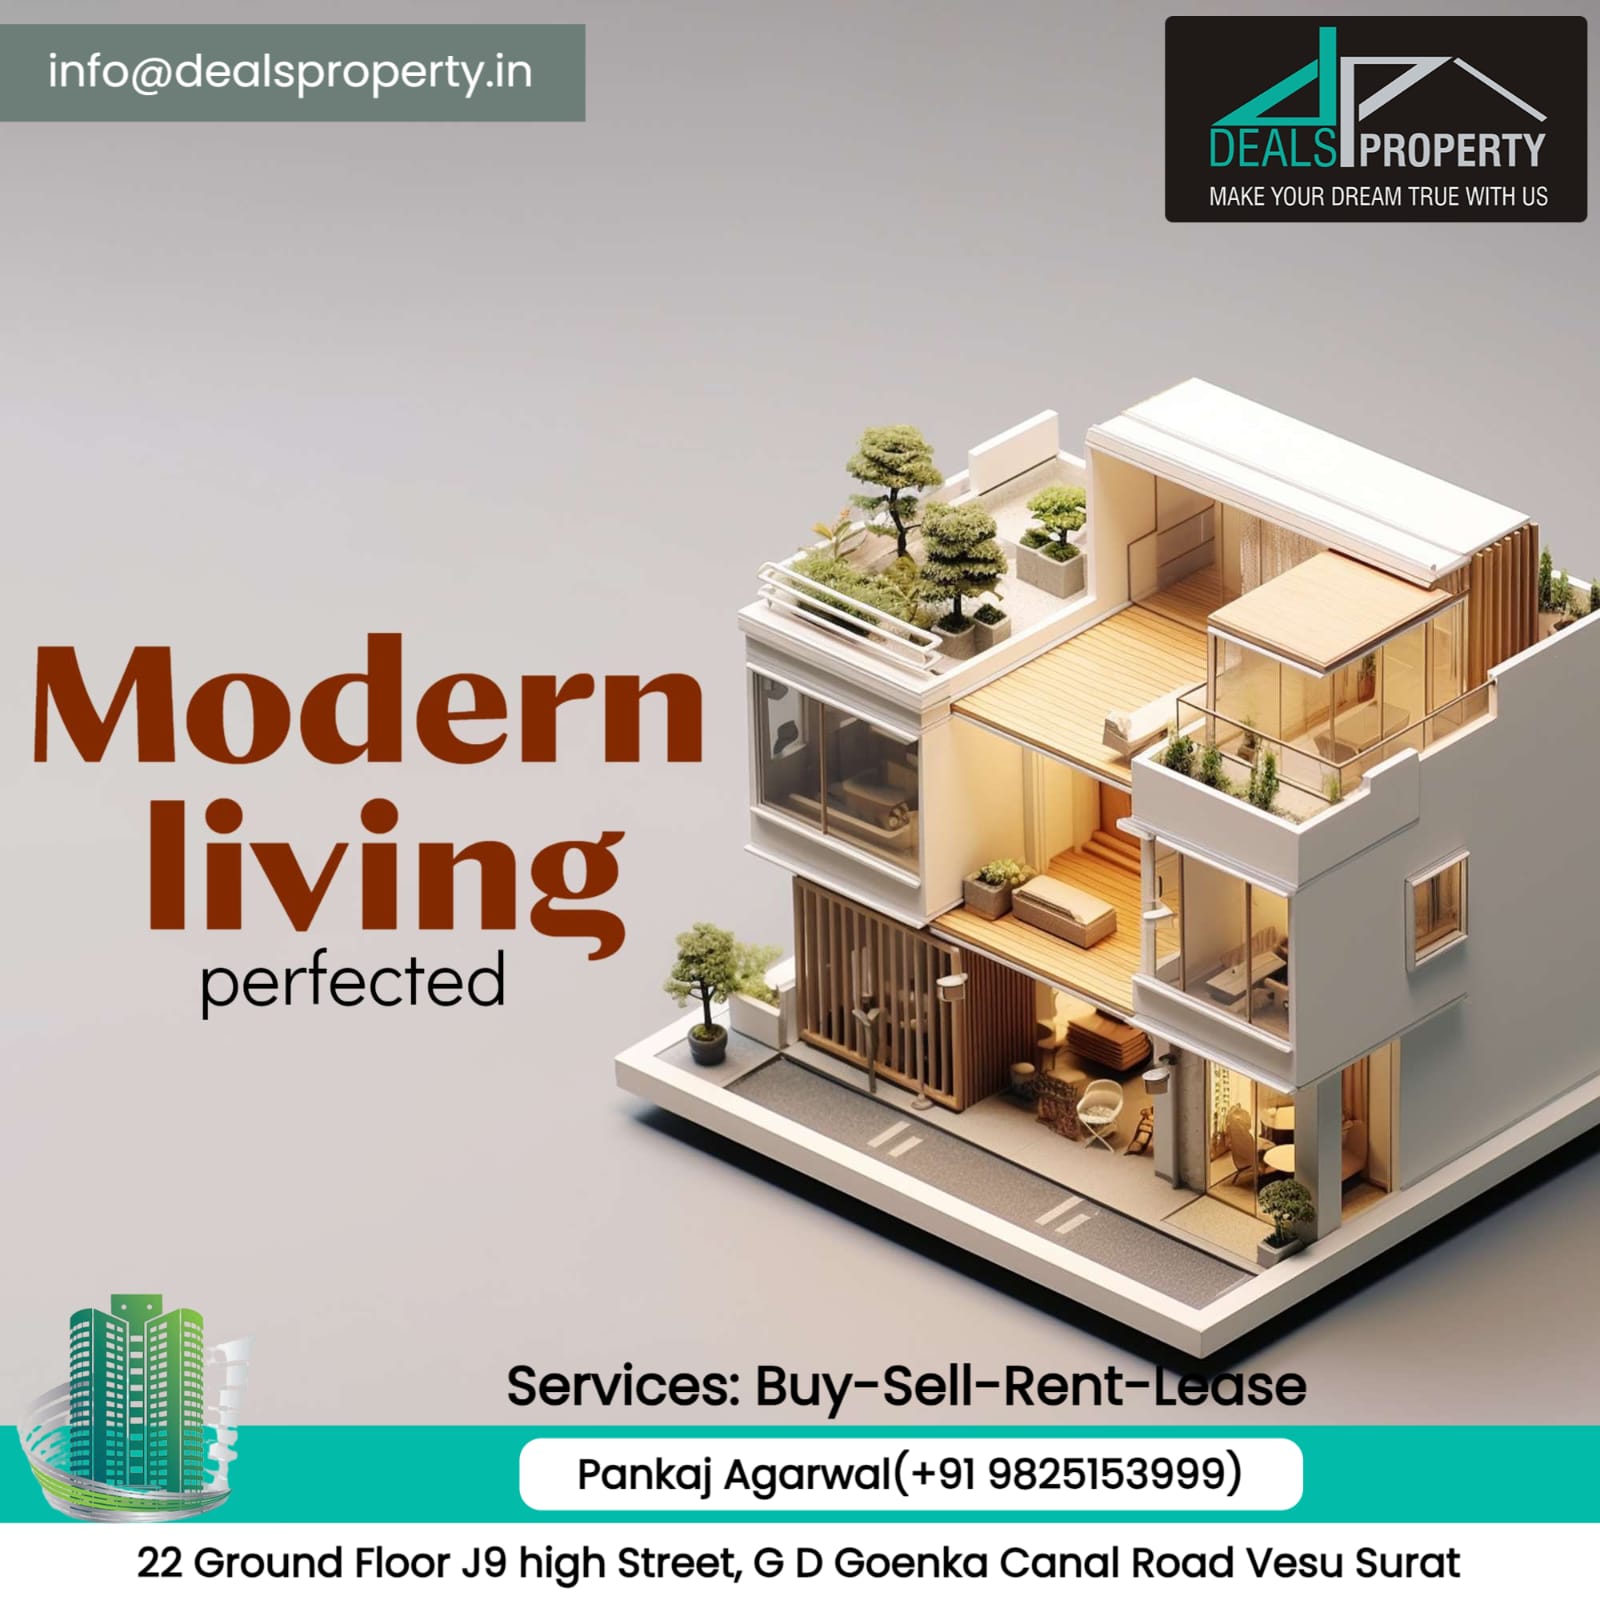 info@dealsproperty.in
DEALS PROPERTY
MAKE YOUR DREAM TRUE WITH US
Modern
living
perfected
Services: Buy-Sell-Rent-Lease
Pankaj Agarwal(+91 9825153999)
22 Ground Floor J9 high Street, G D Goenka Canal Road Vesu Surat